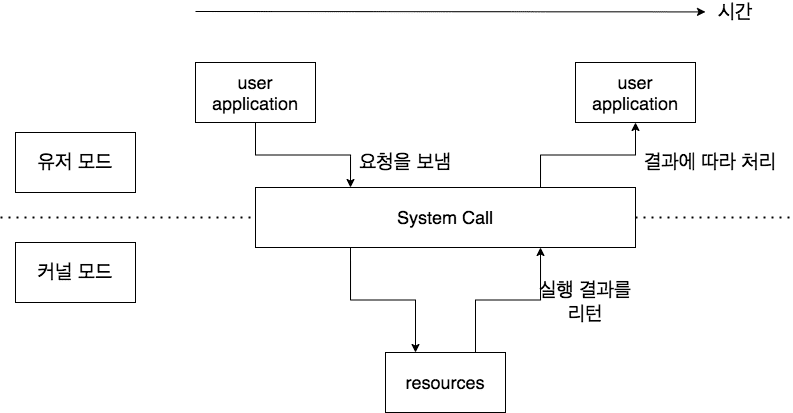 시간
user
application
user
application
유저 모드
요청을 보냄
결과에 따라 처리
System Call
커널 모드
실행 결과를
리턴
resources